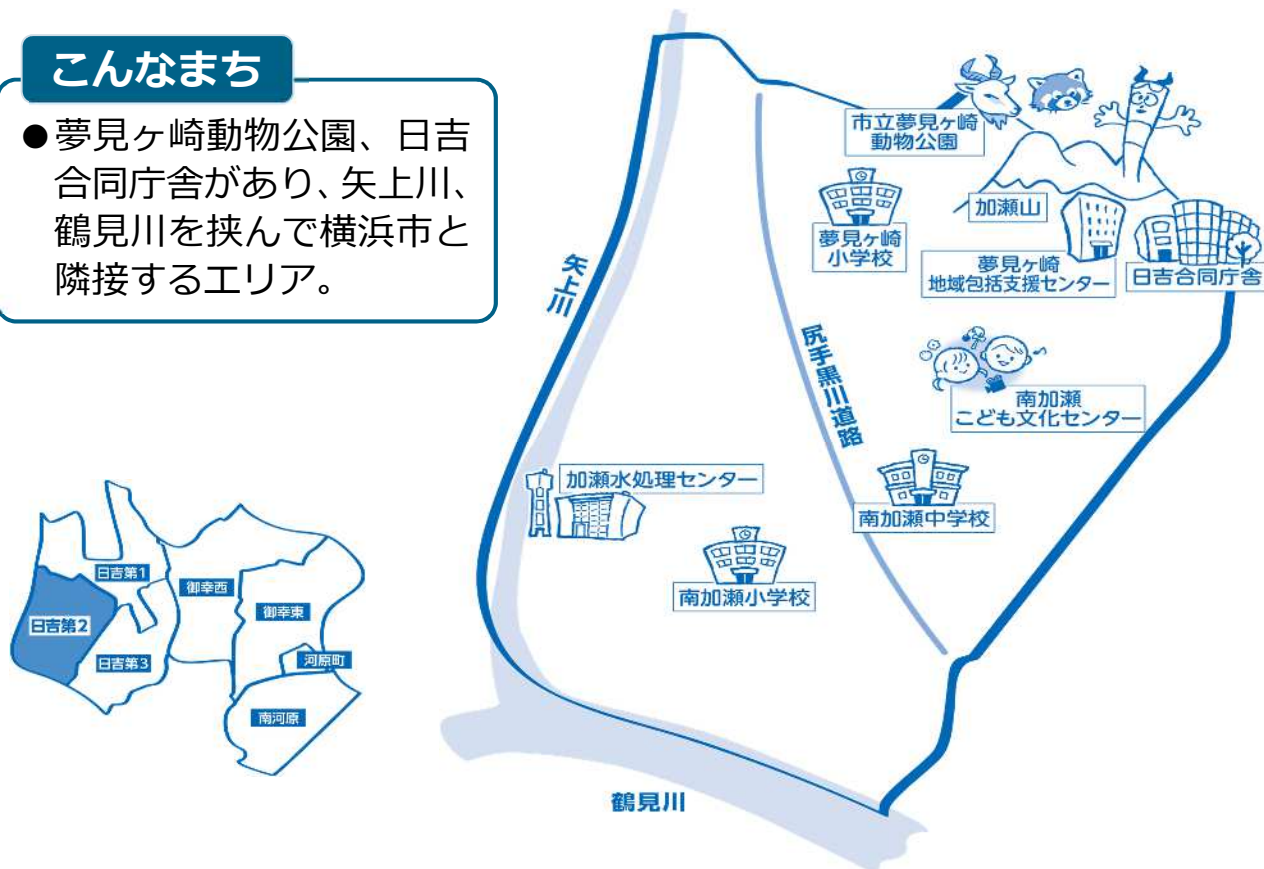 こんなまち
●夢見ヶ崎動物公園、日吉
合同庁舎があり、矢上川、
鶴見川を挟んで横浜市と
隣接するエリア。
市立夢見ヶ崎
動物公園
加瀬山
夢見ヶ崎
小学校
夢見ヶ崎
地域包括支援センター
日吉合同庁舎
矢上川
尻手黒川道路
南加瀬
こども文化センター
加瀬水処理センター
南加瀬中学校
南加瀬小学校
鶴見川
日吉第1
御幸西
御幸東
日吉第2
日吉第3
河原町
南河原